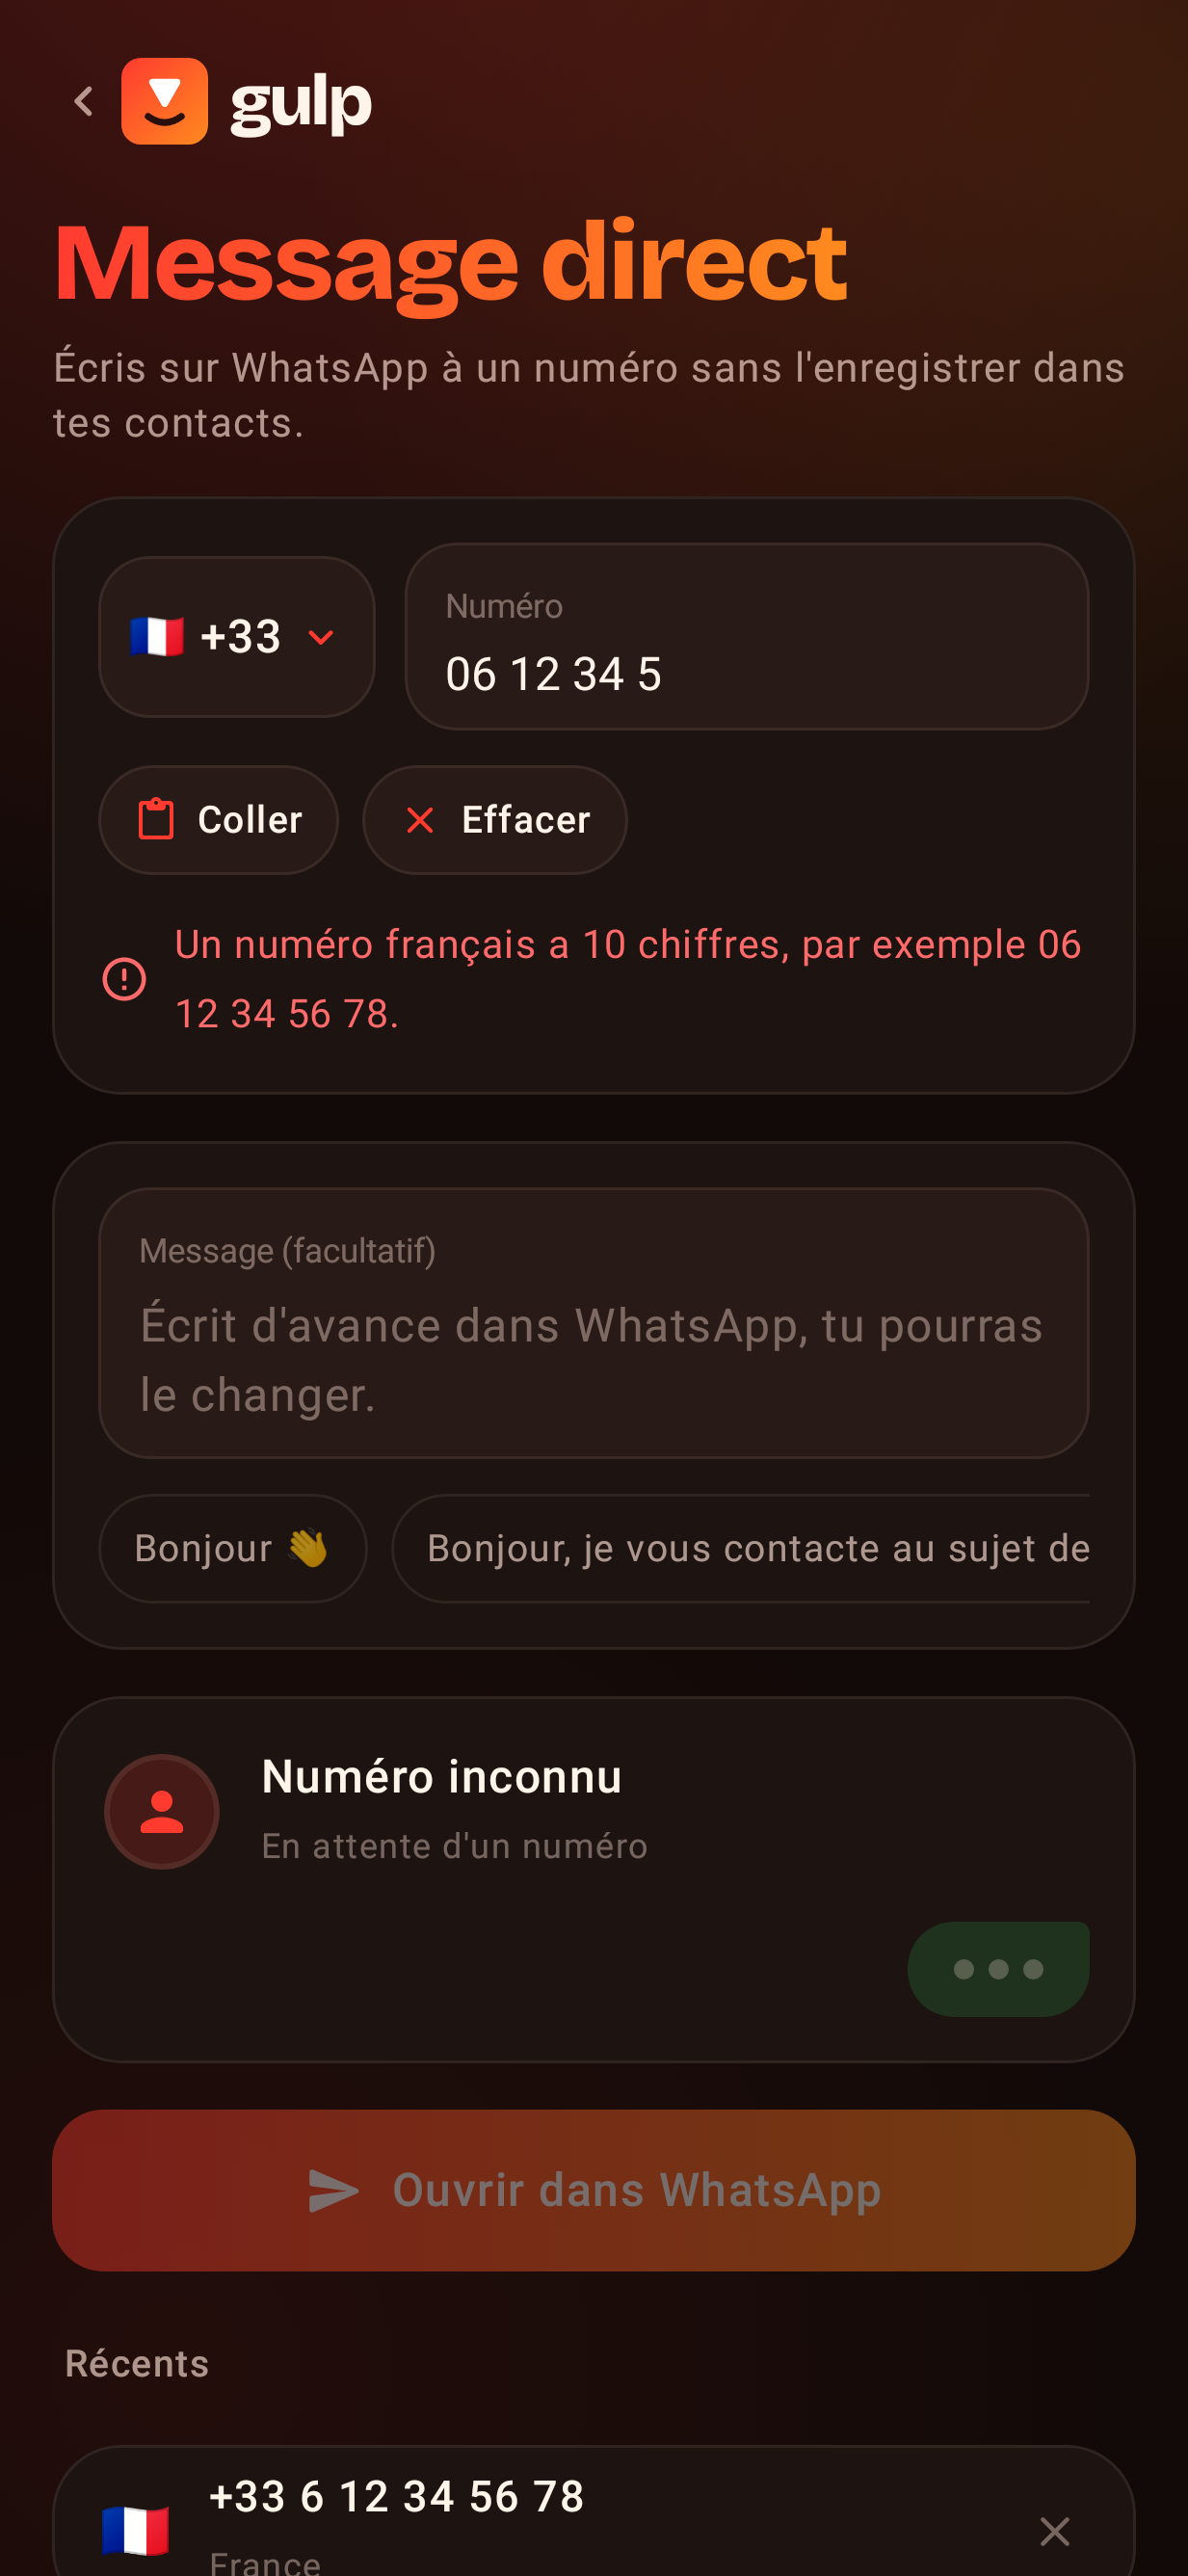 gulp
Message direct
Écris sur WhatsApp à un numéro sans l'enregistrer dans
tes contacts.
+33
Numéro
06 12 34 5
Coller
Effacer
Un numéro français a 10 chiffres, par exemple 06
12 34 56 78.
Message (facultatif)
Écrit d'avance dans WhatsApp, tu pourras
le changer.
Bonjour 👋
Bonjour, je vous contacte au sujet de
Numéro inconnu
En attente d'un numéro
Ouvrir dans WhatsApp
Récents
+33 6 12 34 56 78
France